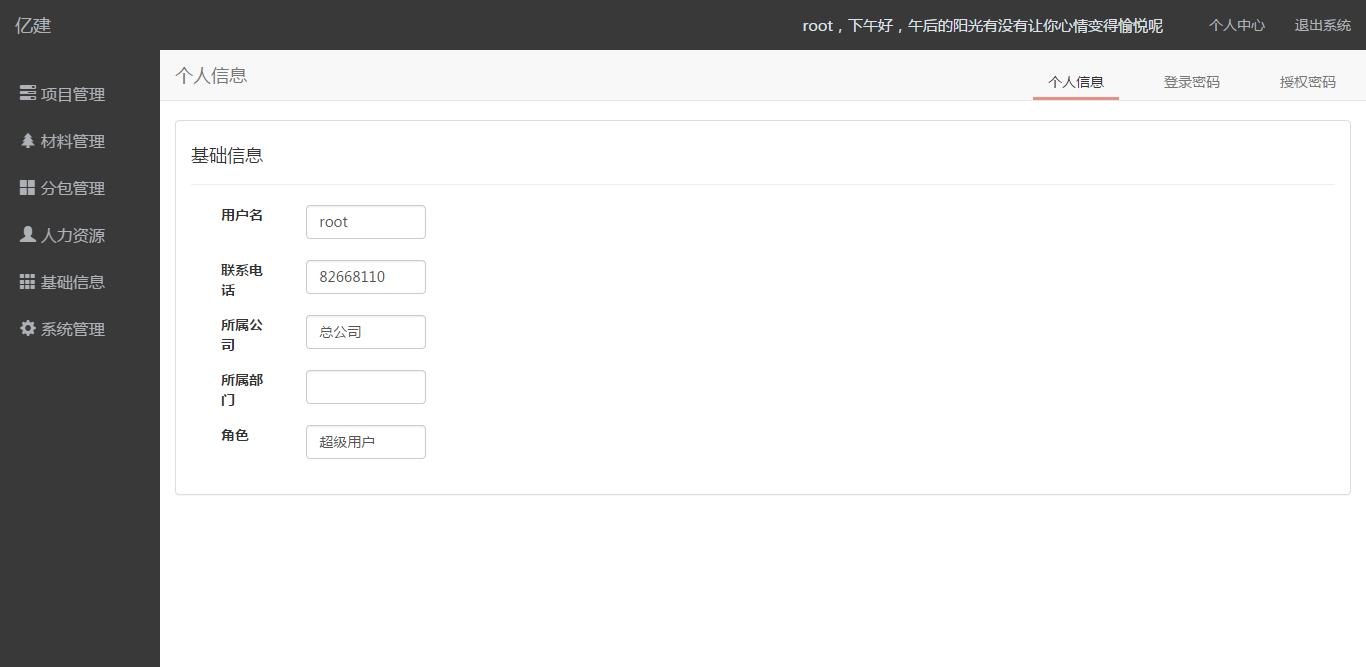 亿建
root，下午好，午后的阳光有没有让你心情变得愉悦呢
个人中心
退出系统
项目管理
材料管理
分包管理
人力资源
基础信息
系统管理
个人信息
个人信息
登录密码
授权密码
基础信息
用户名
root
联系电
话
82668110
所属公
司
总公司
所属部
门
角色
超级用户